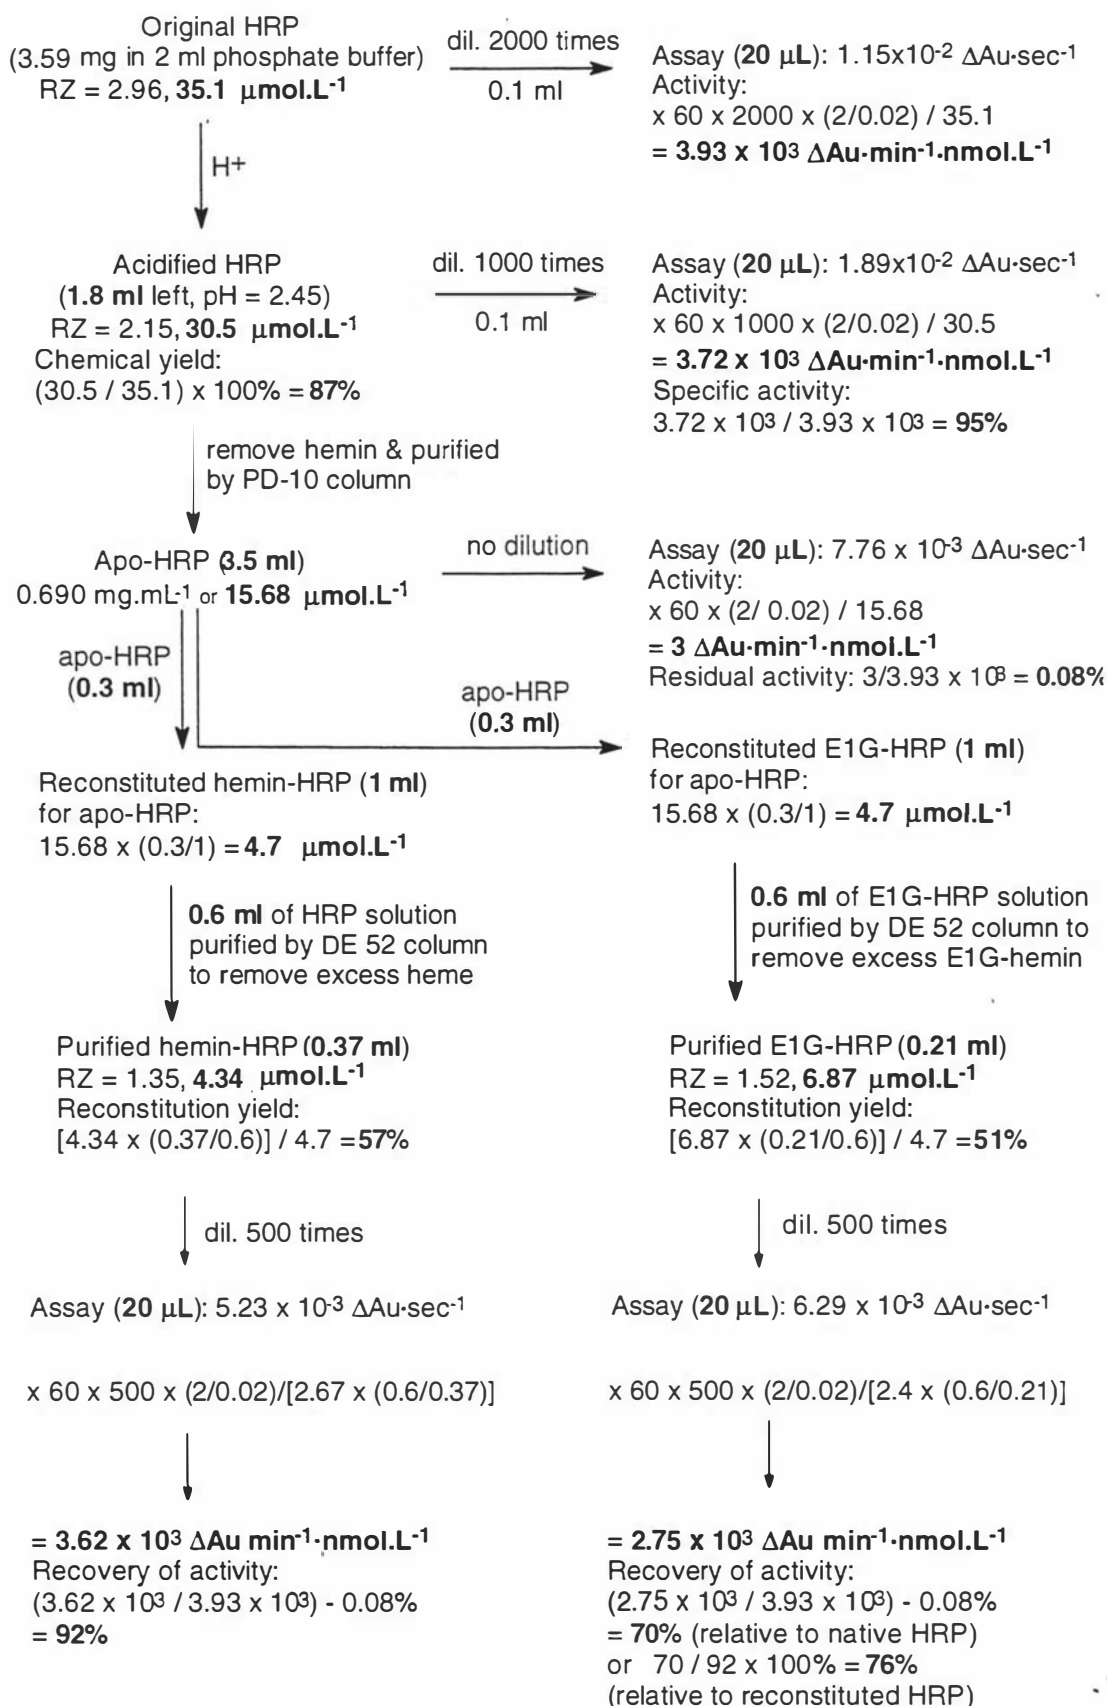 Original HRP
(3.59 mg in 2 ml phosphate buffer)
RZ = 2.96, 35.1 μmol.L-1
dil. 2000 times
0.1 ml
Assay (20 μL): 1.15x10-2 ΔAu·sec-1
Activity:
x 60 x 2000 x (2/0.02) / 35.1
= 3.93 x 103 ΔAu·min-1·nmol.L-1
H+
Acidified HRP
(1.8 ml left, pH = 2.45)
RZ = 2.15, 30.5 μmol.L-1
Chemical yield:
(30.5 / 35.1) x 100% = 87%
dil. 1000 times
0.1 ml
Assay (20 μL): 1.89x10-2 ΔAu·sec-1
Activity:
x 60 x 1000 x (2/0.02) / 30.5
= 3.72 x 103 ΔAu·min-1·nmol.L-1
Specific activity:
3.72 x 103 / 3.93 x 103 = 95%
remove hemin & purified
by PD-10 column
Apo-HRP (3.5 ml)
0.690 mg.mL-1 or 15.68 μmol.L-1
no dilution
Assay (20 μL): 7.76 x 10-3 ΔAu·sec-1
Activity:
x 60 x (2/ 0.02) / 15.68
= 3 ΔAu·min-1·nmol.L-1
Residual activity: 3/3.93 x 103 = 0.08%
apo-HRP
(0.3 ml)
apo-HRP
(0.3 ml)
Reconstituted hemin-HRP (1 ml)
for apo-HRP:
15.68 x (0.3/1) = 4.7 μmol.L-1
Reconstituted E1G-HRP (1 ml)
for apo-HRP:
15.68 x (0.3/1) = 4.7 μmol.L-1
0.6 ml of HRP solution
purified by DE 52 column
to remove excess heme
0.6 ml of E1G-HRP solution
purified by DE 52 column to
remove excess E1G-hemin
Purified hemin-HRP (0.37 ml)
RZ = 1.35, 4.34 μmol.L-1
Reconstitution yield:
[4.34 x (0.37/0.6)] / 4.7 = 57%
Purified E1G-HRP (0.21 ml)
RZ = 1.52, 6.87 μmol.L-1
Reconstitution yield:
[6.87 x (0.21/0.6)] / 4.7 = 51%
dil. 500 times
dil. 500 times
Assay (20 μL): 5.23 x 10-3 ΔAu·sec-1
Assay (20 μL): 6.29 x 10-3 ΔAu·sec-1
x 60 x 500 x (2/0.02)/[2.67 x (0.6/0.37)]
x 60 x 500 x (2/0.02)/[2.4 x (0.6/0.21)]
= 3.62 x 103 ΔAu min-1·nmol.L-1
Recovery of activity:
(3.62 x 103 / 3.93 x 103) - 0.08%
= 92%
= 2.75 x 103 ΔAu min-1·nmol.L-1
Recovery of activity:
(2.75 x 103 / 3.93 x 103) - 0.08%
= 70% (relative to native HRP)
or 70 / 92 x 100% = 76%
(relative to reconstituted HRP)